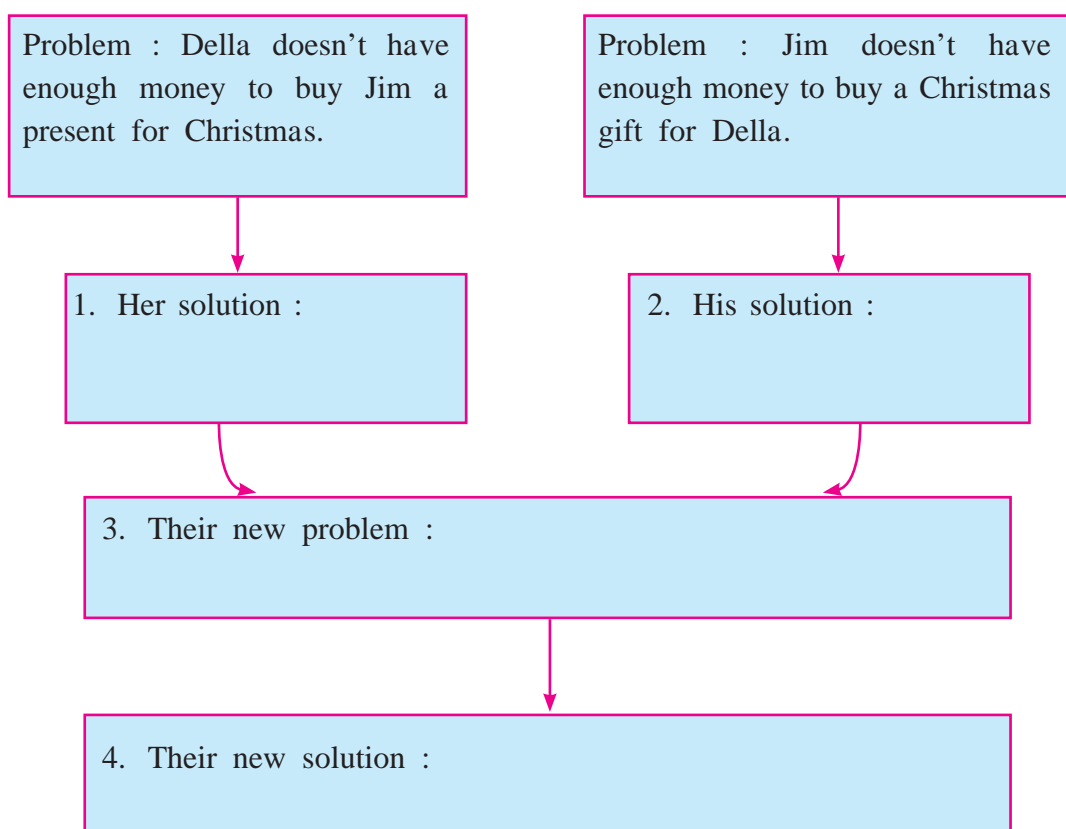 Problem : Della doesn’t have
enough money to buy Jim a
present for Christmas.
Problem : Jim doesn’t have
enough money to buy a Christmas
gift for Della.
1. Her solution :
2. His solution :
3. Their new problem :
4. Their new solution :